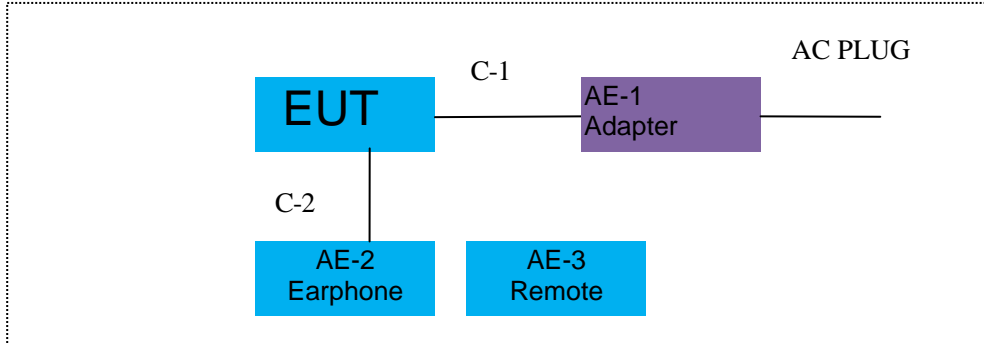 AC PLUG
C-1
EUT
AE-1
Adapter
C-2
AE-2
Earphone
AE-3
Remote